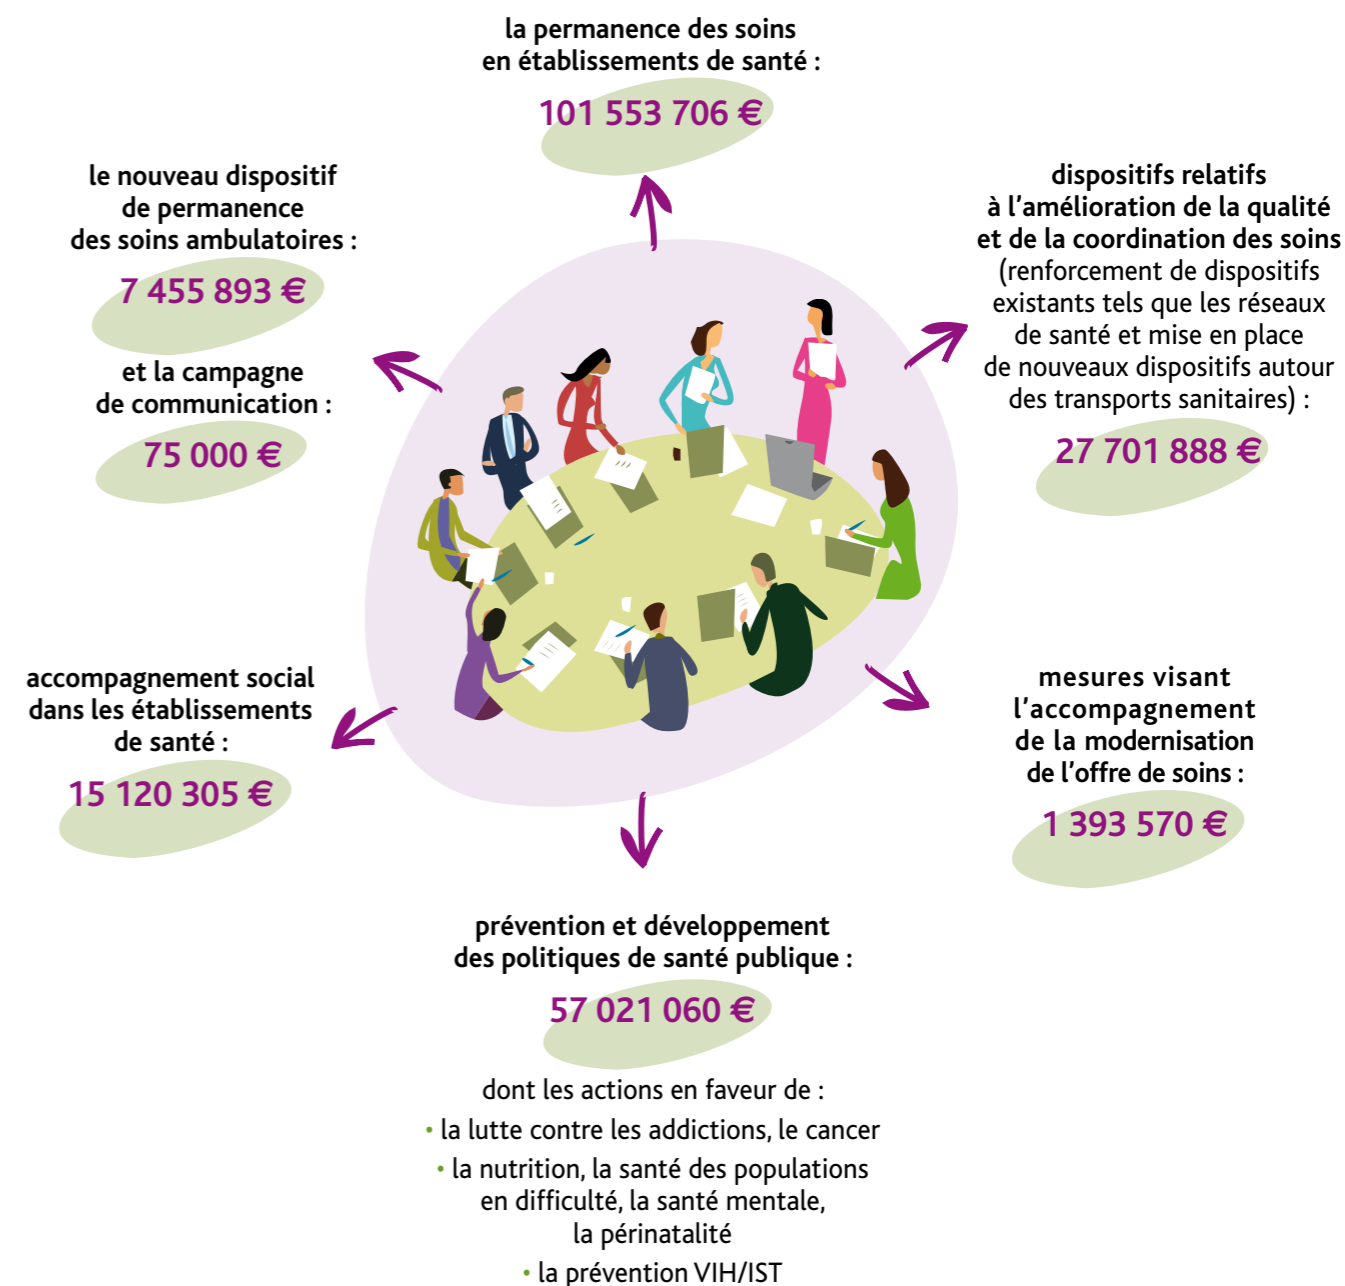 la permanence des soins
en établissements de santé :
101 553 706 €
le nouveau dispositif
de permanence
des soins ambulatoires :
7 455 893 €
et la campagne
de communication :
75 000 €
dispositifs relatifs
à l'amélioration de la qualité
et de la coordination des soins
(renforcement de dispositifs
existants tels que les réseaux
de santé et mise en place
de nouveaux dispositifs autour
des transports sanitaires) :
27 701 888 €
accompagnement social
dans les établissements
de santé :
15 120 305 €
mesures visant
l'accompagnement
de la modernisation
de l'offre de soins :
1 393 570 €
prévention et développement
des politiques de santé publique :
57 021 060 €
dont les actions en faveur de :
• la lutte contre les addictions, le cancer
• la nutrition, la santé des populations
en difficulté, la santé mentale,
la périnatalité
• la prévention VIH/IST